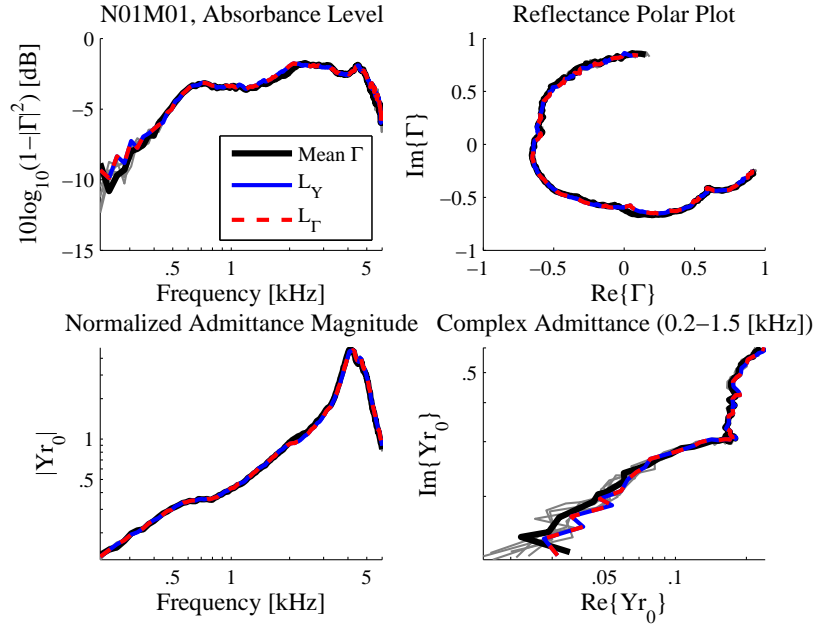 N01M01, Absorbance Level
10log₁₀(1−|Γ|²) [dB]
0
−5
−10
−15
.5
1
5
Frequency [kHz]
Mean Γ
L_Y
L_Γ
Reflectance Polar Plot
Im{Γ}
1
0.5
0
−0.5
−1
−1
−0.5
0
0.5
1
Re{Γ}
Normalized Admittance Magnitude
|Yr₀|
1
.5
.5
1
5
Frequency [kHz]
Complex Admittance (0.2−1.5 [kHz])
Im{Yr₀}
.5
.05
.1
Re{Yr₀}